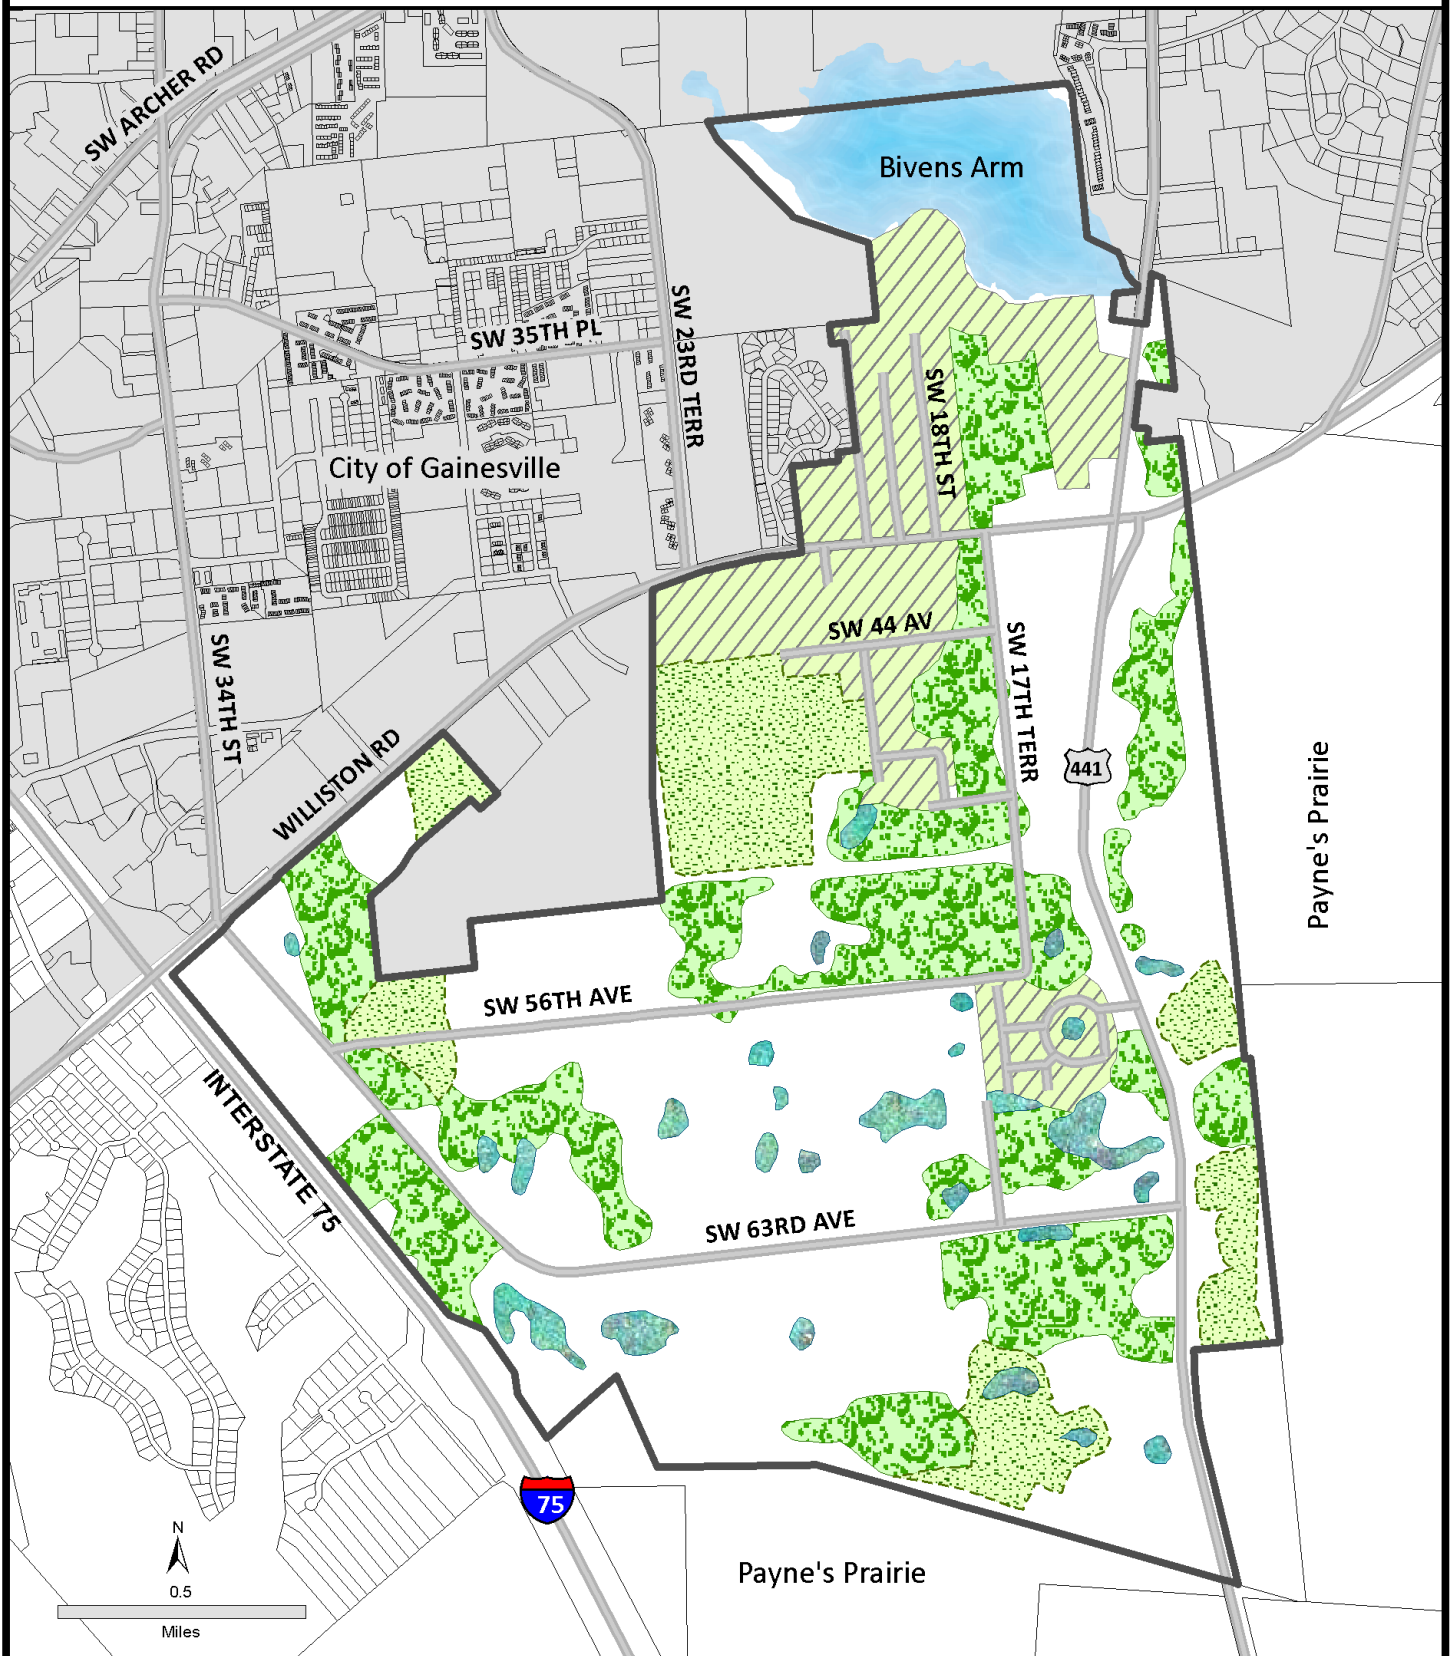 SW ARCHER RD
Bivens Arm
SW 23RD TERR
SW 35TH PL
SW 18TH ST
City of Gainesville
SW 44 AV
SW 17TH TERR
SW 34TH ST
WILLISTON RD
441
Payne's Prairie
SW 56TH AVE
INTERSTATE 75
SW 63RD AVE
75
N
0.5
Miles
Payne's Prairie